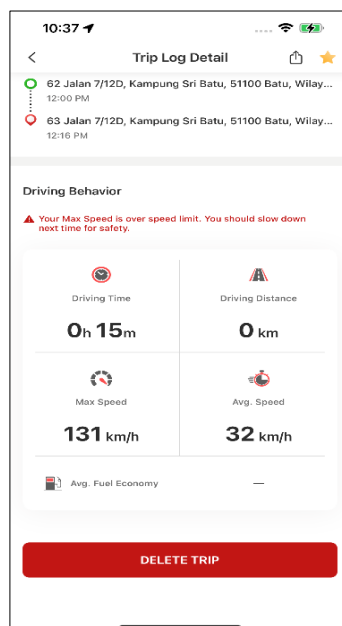 10:37
Trip Log Detail
62 Jalan 7/12D, Kampung Sri Batu, 51100 Batu, Wilay...
12:00 PM
63 Jalan 7/12D, Kampung Sri Batu, 51100 Batu, Wilay...
12:16 PM
Driving Behavior
Your Max Speed is over speed limit. You should slow down
next time for safety.
Driving Time
Driving Distance
0h 15m
0 km
Max Speed
Avg. Speed
131 km/h
32 km/h
Avg. Fuel Economy
—
DELETE TRIP